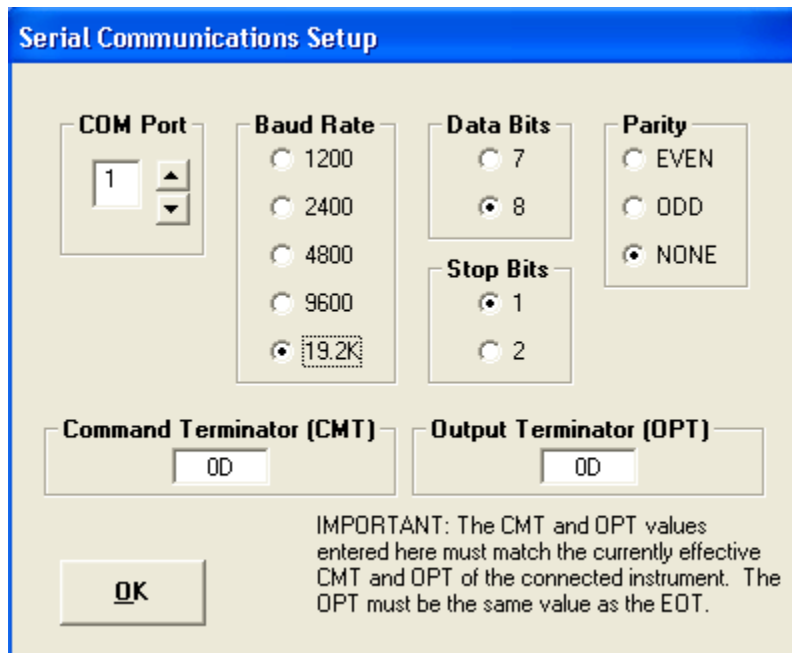 Serial Communications Setup
COM Port
1
Baud Rate
1200
2400
4800
9600
19.2K
Data Bits
7
8
Stop Bits
1
2
Parity
EVEN
ODD
NONE
Command Terminator (CMT)
0D
Output Terminator (OPT)
0D
IMPORTANT: The CMT and OPT values
entered here must match the currently effective
CMT and OPT of the connected instrument. The
OPT must be the same value as the EOT.
OK